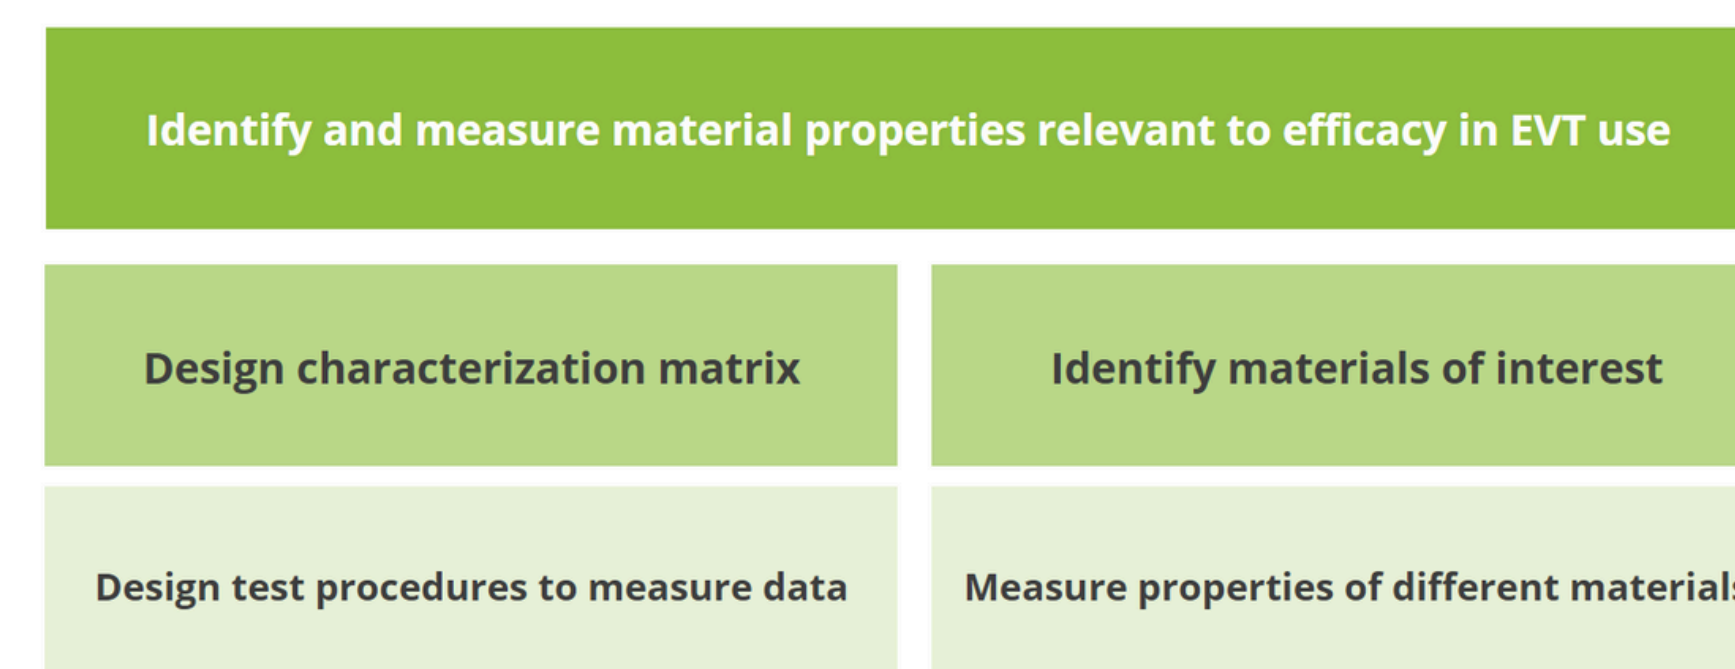 Identify and measure material properties relevant to efficacy in EVT use
Design characterization matrix
Identify materials of interest
Design test procedures to measure data
Measure properties of different materials